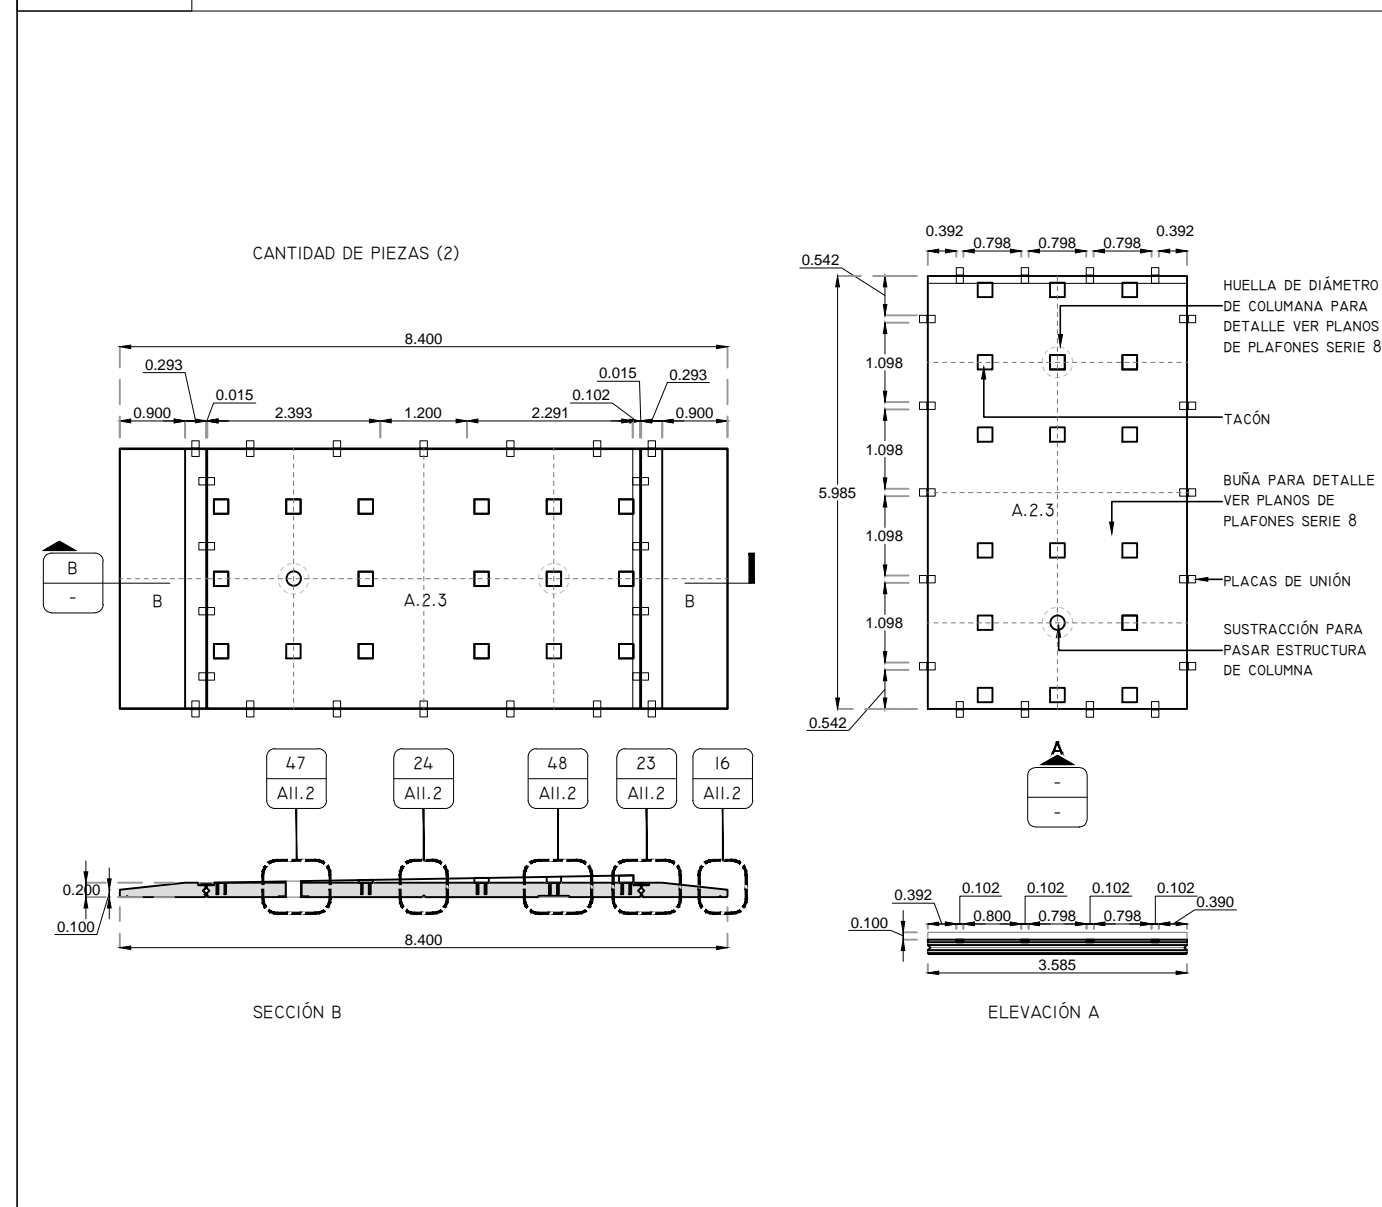 CANTIDAD DE PIEZAS (2)
8.400
0.293
0.015
0.015
0.293
0.102
0.900
2.393
1.200
2.291
0.900
B
-
B
A.2.3
B
47
A11.2
24
A11.2
48
A11.2
23
A11.2
16
A11.2
0.200
0.100
8.400
SECCIÓN B
0.392
0.798
0.798
0.798
0.392
0.542
1.098
1.098
5.985
1.098
1.098
0.542
A.2.3
HUELLA DE DIÁMETRO
DE COLUMANA PARA
DETALLE VER PLANOS
DE PLAFONES SERIE 8
TACÓN
BUÑA PARA DETALLE
VER PLANOS DE
PLAFONES SERIE 8
PLACAS DE UNIÓN
SUSTRACCIÓN PARA
PASAR ESTRUCTURA
DE COLUMNA
A
-
-
0.392
0.102
0.102
0.102
0.102
0.390
0.100
0.800
0.798
0.798
3.585
ELEVACIÓN A